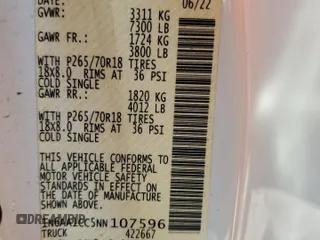 DATE: 06/22
GVWR: 3311 KG
7300 LB
GAWR FR.: 1724 KG
3800 LB
W/TH P265/70R18 TIRES
18X8.0 RIMS AT 36 PSI
COLD SINGLE
GAWR RR.: 1820 KG
4012 LB
WITH P265/70R18 TIRES
18X8.0 RIMS AT 36 PSI
COLD SINGLE
THIS VEHICLE CONFORMS TO
ALL APPLICABLE FEDERAL
MOTOR VEHICLE SAFETY
STANDARDS IN EFFECT ON
THE DATE OF MANUFACTURE
SHOWN ABOVE.
107596
TRUCK 422667